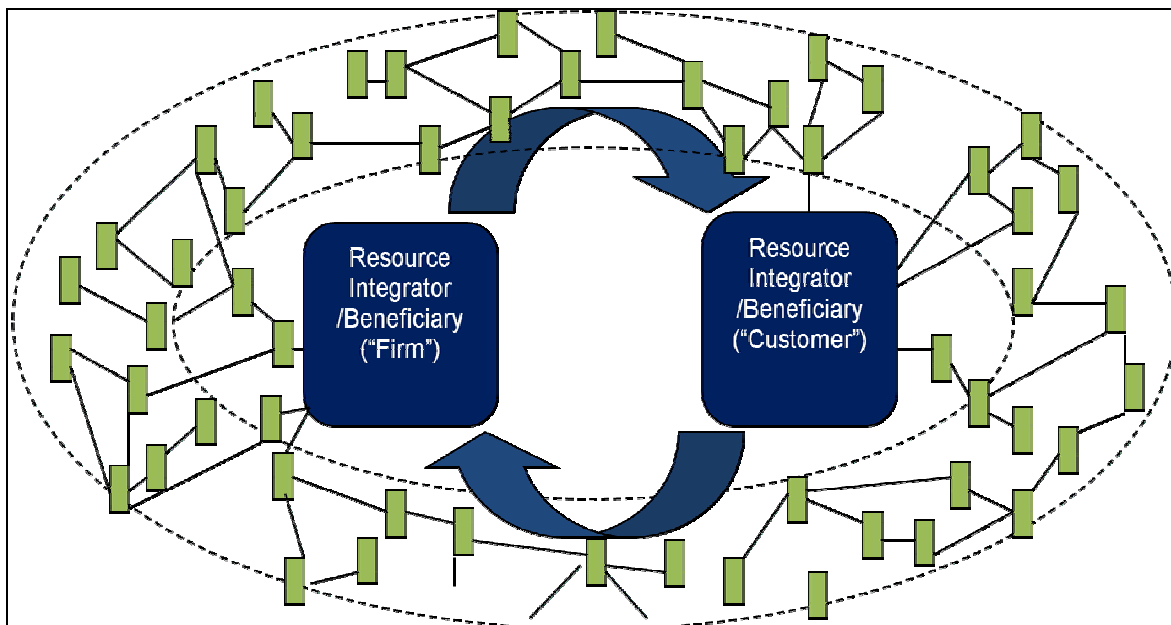 Resource
Integrator
/Beneficiary
(“Firm”)
Resource
Integrator
/Beneficiary
(“Customer”)